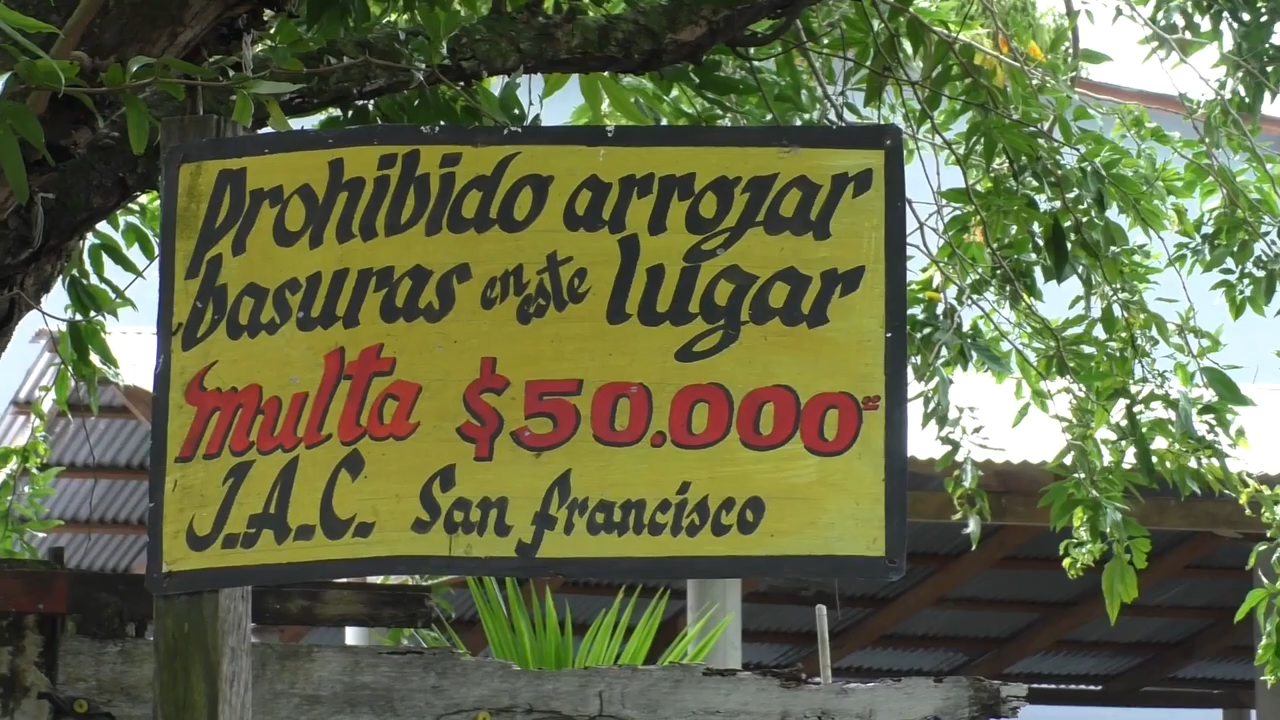 Prohibido arrojar
basuras en este lugar
multa $50.000
J.A.C. San francisco